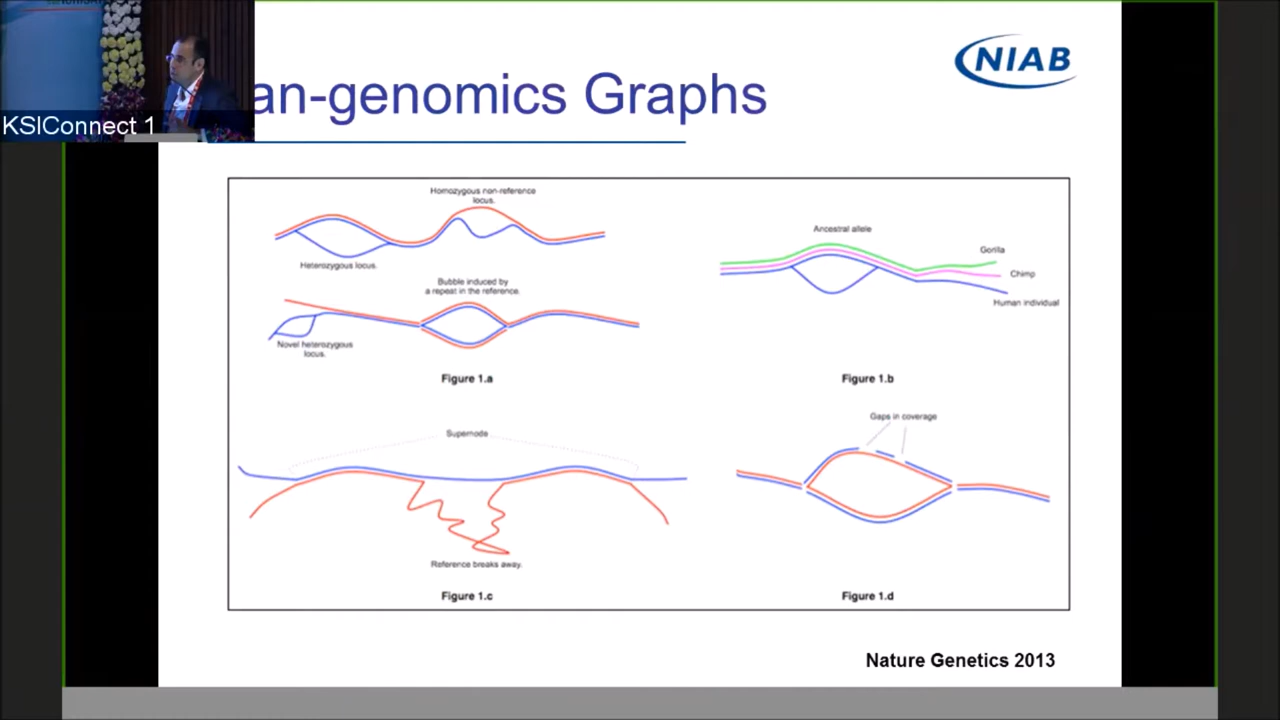 KSIConnect 1
an-genomics Graphs
NIAB
Homozygous non-reference
locus.
Heterozygous locus.
Bubble induced by
a repeat in the reference.
Novel heterozygous
locus.
Figure 1.a
Ancestral allele
Gorilla
Chimp
Human individual
Figure 1.b
Supernode
Reference breaks away.
Figure 1.c
Gaps in coverage
Figure 1.d
Nature Genetics 2013